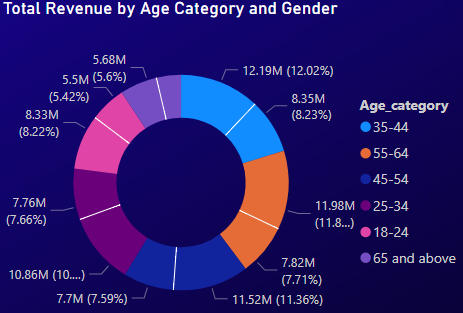 Total Revenue by Age Category and Gender
5.68M
(5.6%)
12.19M (12.02%)
5.5M
(5.42%)
8.35M
(8.23%)
8.33M
(8.22%)
Age_category
35-44
55-64
45-54
25-34
18-24
65 and above
7.76M
(7.66%)
11.98M
(11.8...)
10.86M (10....)
7.82M
(7.71%)
7.7M (7.59%)
11.52M (11.36%)